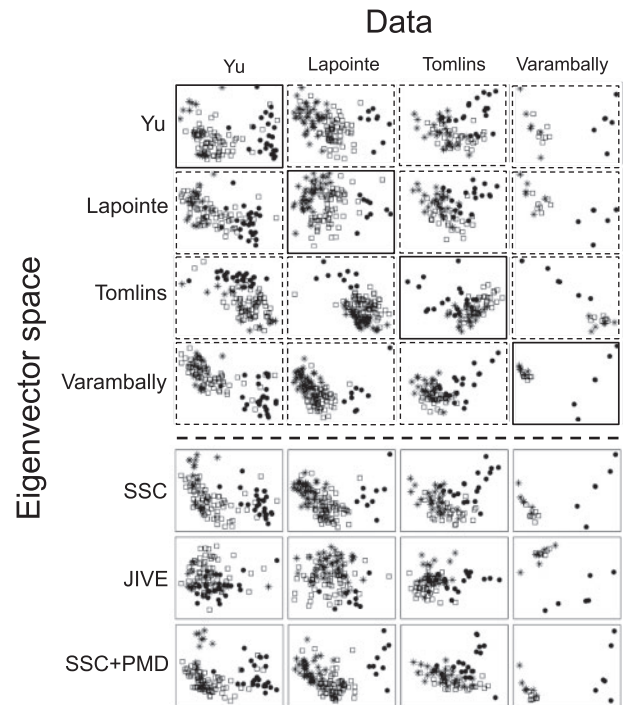 Data
Yu Lapointe Tomlins Varambally
Eigenvector space
Yu
Lapointe
Tomlins
Varambally
SSC
JIVE
SSC+PMD